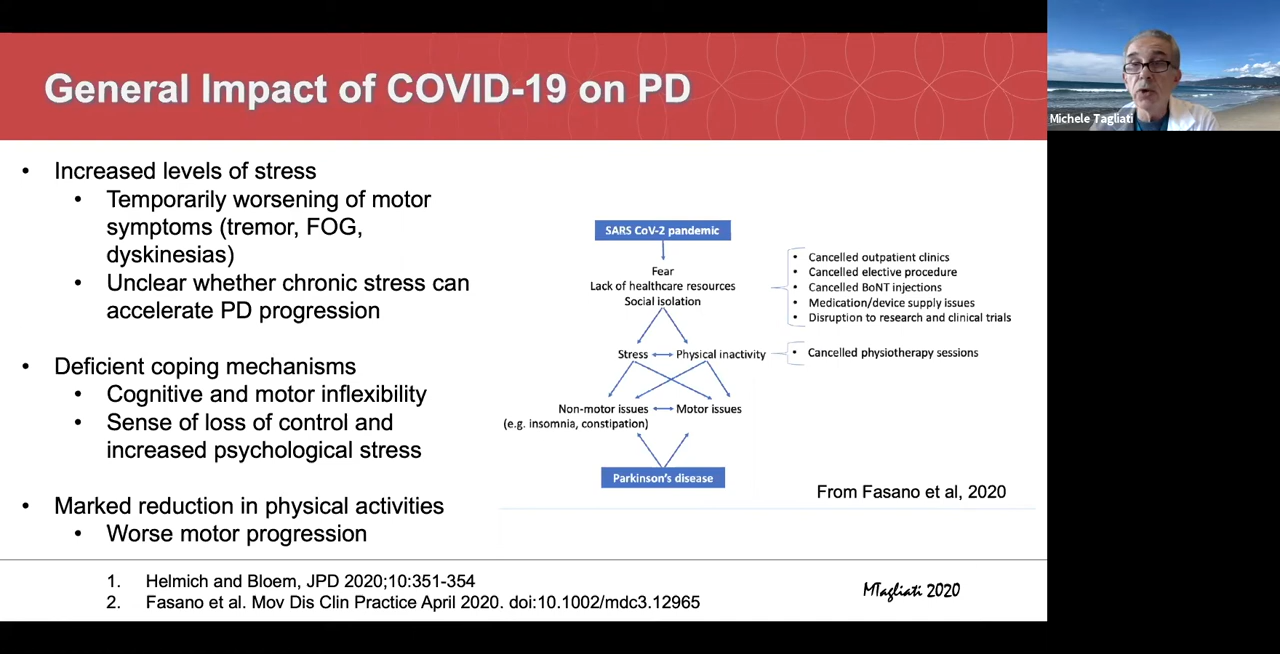 General Impact of COVID-19 on PD
Michele Tagliati
• Increased levels of stress
• Temporarily worsening of motor
symptoms (tremor, FOG,
dyskinesias)
• Unclear whether chronic stress can
accelerate PD progression
• Deficient coping mechanisms
• Cognitive and motor inflexibility
• Sense of loss of control and
increased psychological stress
• Marked reduction in physical activities
• Worse motor progression
SARS CoV-2 pandemic
Fear
Lack of healthcare resources
Social isolation
• Cancelled outpatient clinics
• Cancelled elective procedure
• Cancelled BoNT injections
• Medication/device supply issues
• Disruption to research and clinical trials
Stress Physical inactivity
• Cancelled physiotherapy sessions
Non-motor issues Motor issues
(e.g. insomnia, constipation)
Parkinson's disease
From Fasano et al, 2020
1. Helmich and Bloem, JPD 2020;10:351-354
2. Fasano et al. Mov Dis Clin Practice April 2020. doi:10.1002/mdc3.12965
MTagliati 2020